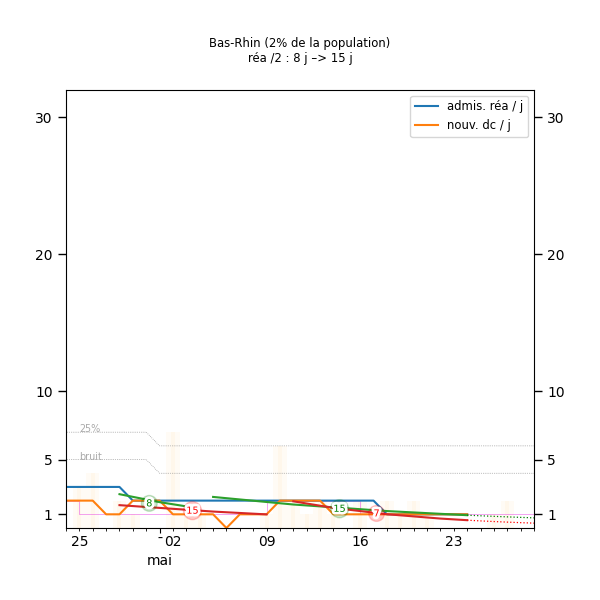 Bas-Rhin (2% de la population)
réa /2 : 8 j –> 15 j
admis. réa / j
nouv. dc / j
30 30
20 20
10 10
25%
bruit
5 5
8 15 15 7
1 1
25 02 09 16 23
mai